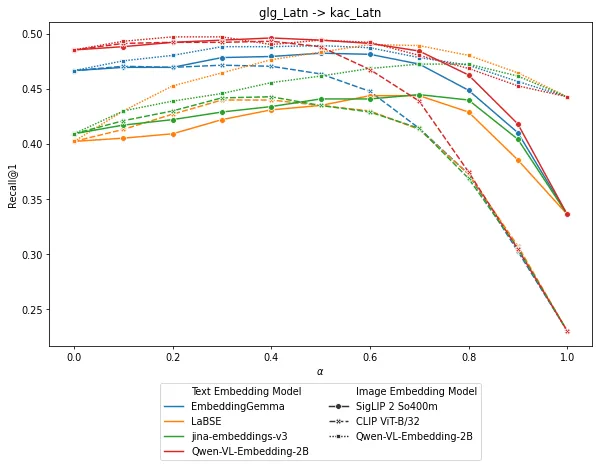 glg_Latn -> kac_Latn
Recall@1
0.50
0.45
0.40
0.35
0.30
0.25
0.0
0.2
0.4
0.6
0.8
1.0
α
Text Embedding Model
EmbeddingGemma
LaBSE
jina-embeddings-v3
Qwen-VL-Embedding-2B
Image Embedding Model
SigLIP 2 So400m
CLIP ViT-B/32
Qwen-VL-Embedding-2B